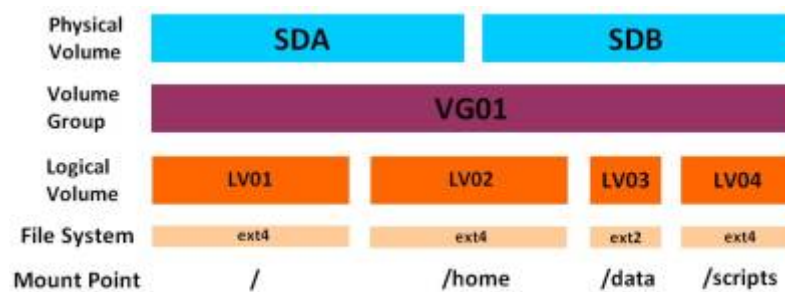 Physical Volume SDA SDB
Volume Group VG01
Logical Volume LV01 LV02 LV03 LV04
File System ext4 ext4 ext2 ext4
Mount Point / /home /data /scripts